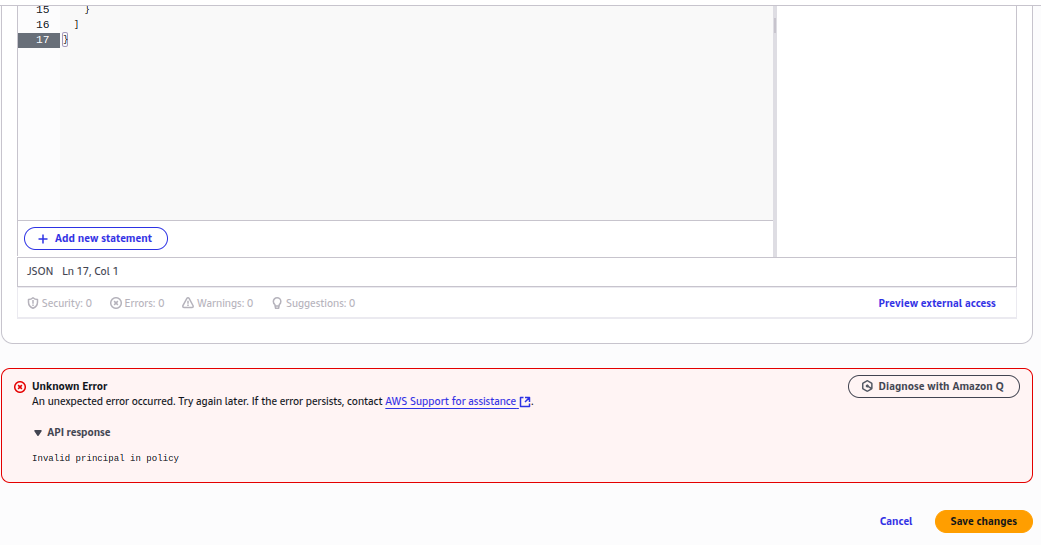 15 }
16 ]
17 }
+ Add new statement
JSON Ln 17, Col 1
Security: 0 Errors: 0 Warnings: 0 Suggestions: 0 Preview external access
Unknown Error Diagnose with Amazon Q
An unexpected error occurred. Try again later. If the error persists, contact AWS Support for assistance.
API response
Invalid principal in policy
Cancel Save changes